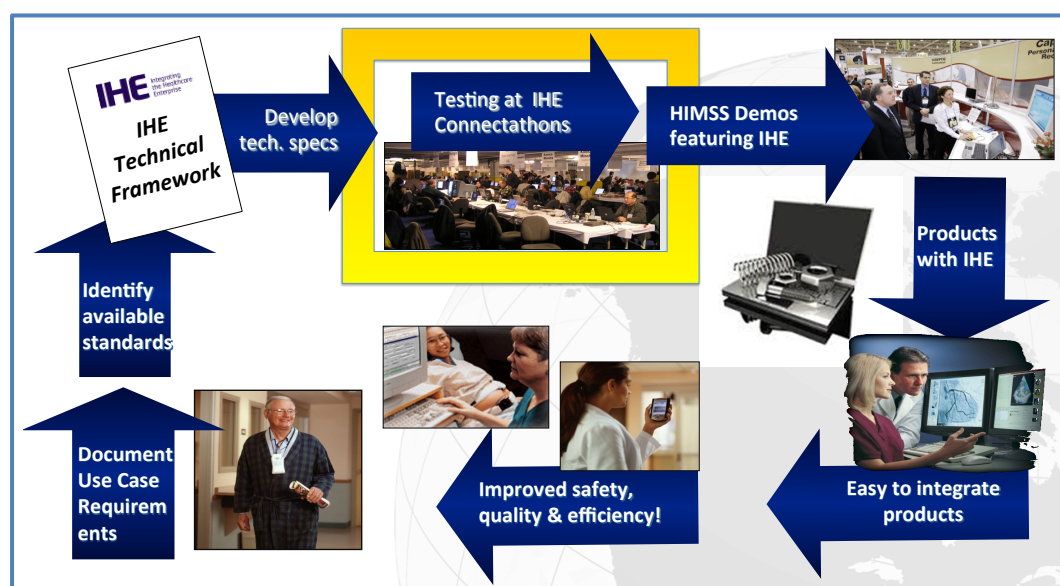 IHE
Integrating
the Healthcare
Enterprise
IHE
Technical
Framework
Develop
tech. specs
Testing at IHE
Connectathons
HIMSS Demos
featuring IHE
Products
with IHE
Easy to integrate
products
Improved safety,
quality & efficiency!
Document
Use Case
Requirem
ents
Identify
available
standards